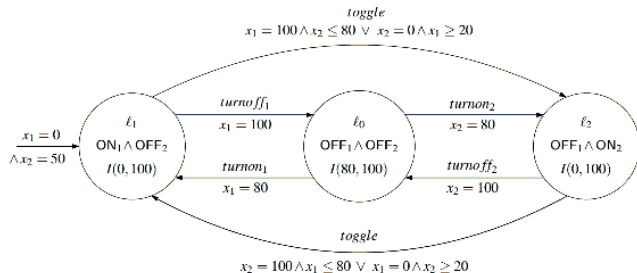 toggle
x₁ = 100 ∧ x₂ ≤ 80 ∨ x₂ = 0 ∧ x₁ ≥ 20
x₁ = 0
∧ x₂ = 50
ℓ₁
ON₁ ∧ OFF₂
I(0, 100)
turnoff₁
x₁ = 100
turnon₁
x₁ = 80
ℓ₀
OFF₁ ∧ OFF₂
I(80, 100)
turnon₂
x₂ = 80
turnoff₂
x₂ = 100
ℓ₂
OFF₁ ∧ ON₂
I(0, 100)
toggle
x₂ = 100 ∧ x₁ ≤ 80 ∨ x₁ = 0 ∧ x₂ ≥ 20